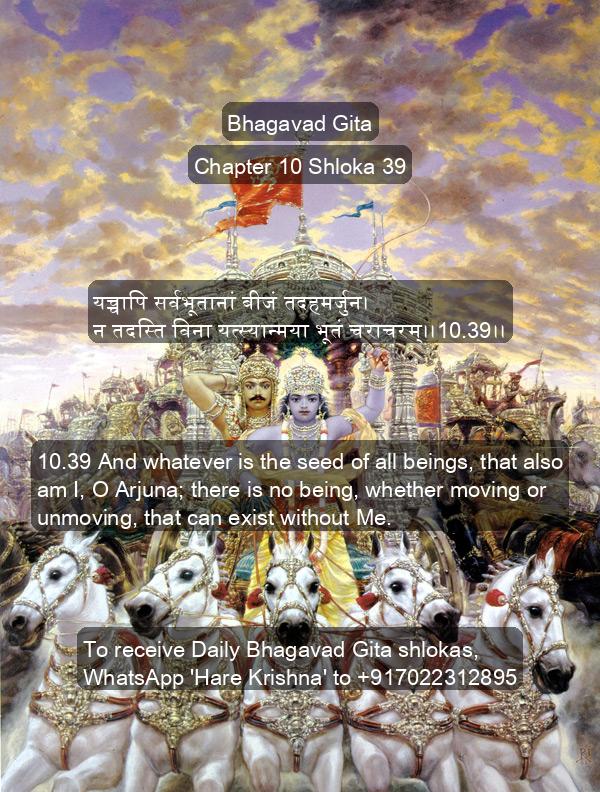 Bhagavad Gita
Chapter 10 Shloka 39
यच्चापि सर्वभूतानां बीजं तदहमर्जुन।
न तदस्ति विना यत्स्यान्मया भूतं चराचरम्।।10.39।।
10.39 And whatever is the seed of all beings, that also
am I, O Arjuna; there is no being, whether moving or
unmoving, that can exist without Me.
To receive Daily Bhagavad Gita shlokas,
WhatsApp 'Hare Krishna' to +917022312895